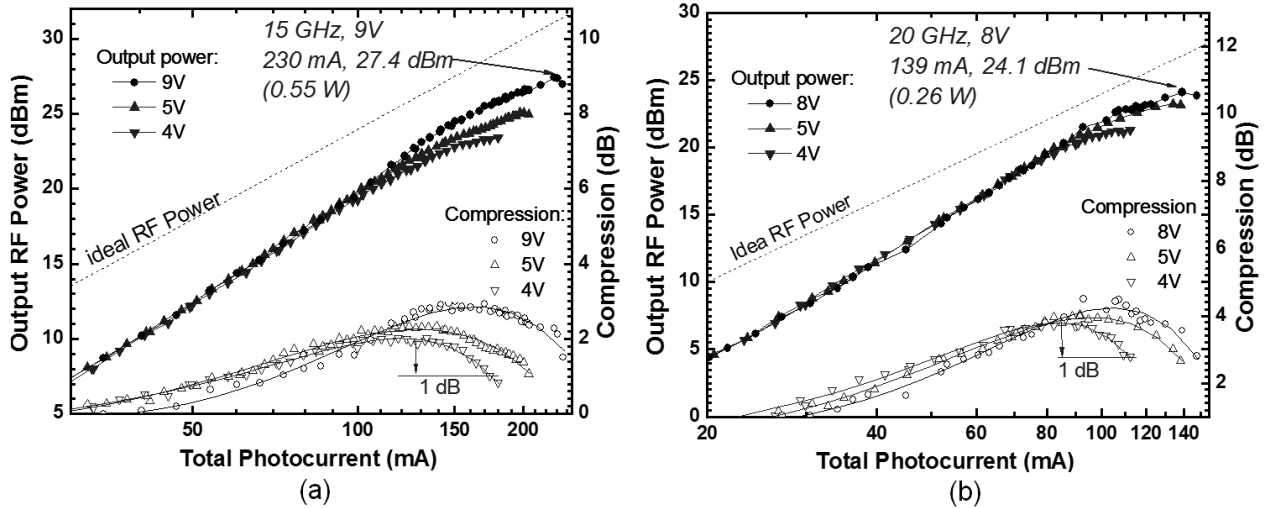 15 GHz, 9V
230 mA, 27.4 dBm
(0.55 W)
Output power:
9V
5V
4V
ideal RF Power
Compression:
9V
5V
4V
1 dB
30
25
20
15
10
5
Output RF Power (dBm)
10
8
6
4
2
0
Compression (dB)
50
100
150
200
Total Photocurrent (mA)
(a)
20 GHz, 8V
139 mA, 24.1 dBm
(0.26 W)
Output power:
8V
5V
4V
Idea RF Power
Compression
8V
5V
4V
1 dB
30
25
20
15
10
5
0
Output RF Power (dBm)
12
10
8
6
4
2
Compression (dB)
20
40
60
80
100
120
140
Total Photocurrent (mA)
(b)